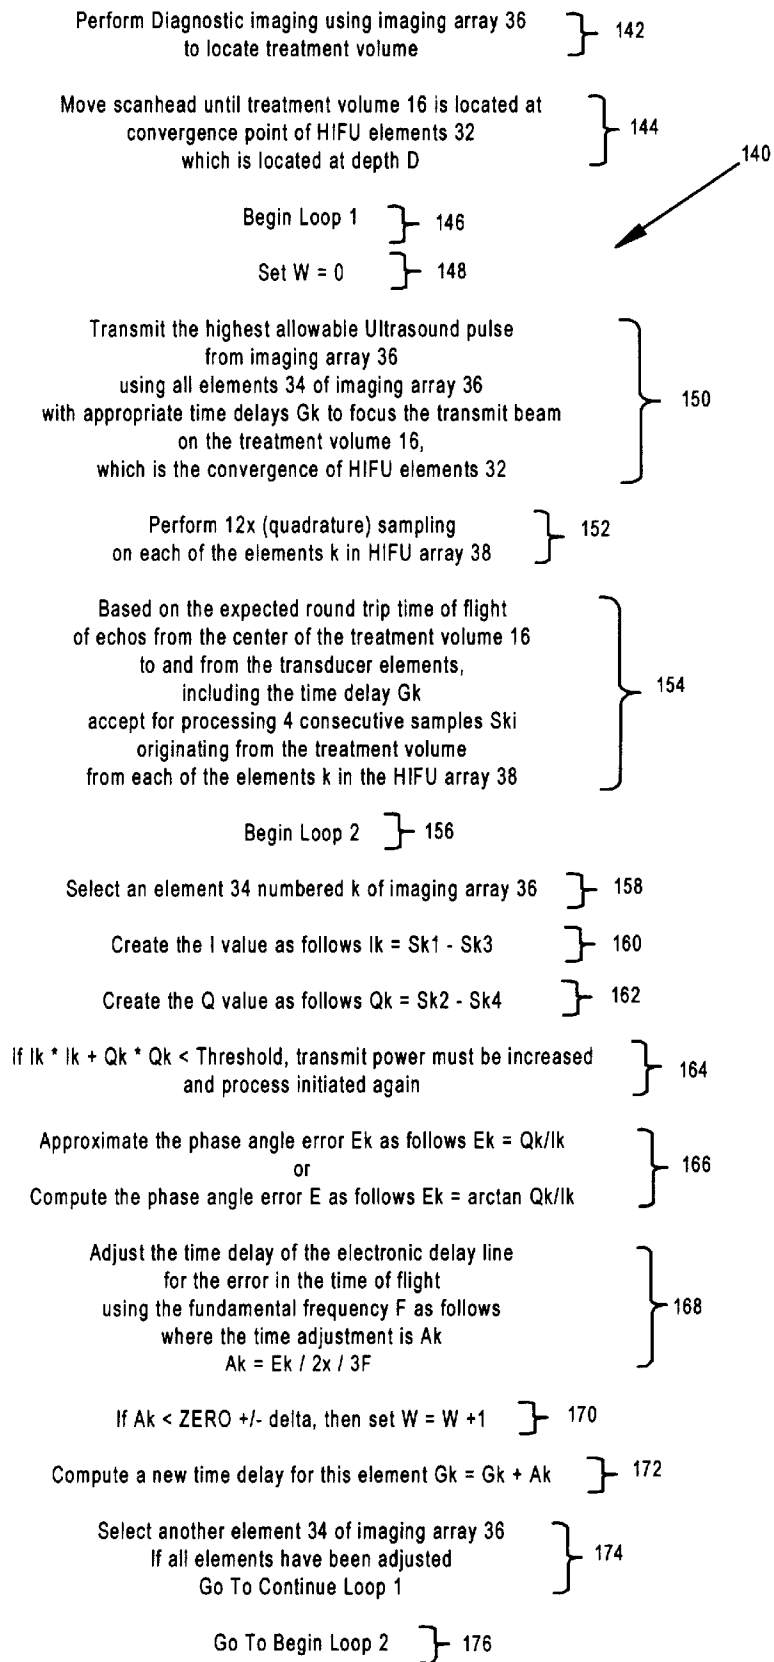 Perform Diagnostic imaging using imaging array 36
to locate treatment volume
142
Move scanhead until treatment volume 16 is located at
convergence point of HIFU elements 32
which is located at depth D
144
140
Begin Loop 1
146
Set W = 0
148
Transmit the highest allowable Ultrasound pulse
from imaging array 36
using all elements 34 of imaging array 36
with appropriate time delays Gk to focus the transmit beam
on the treatment volume 16,
which is the convergence of HIFU elements 32
150
Perform 12x (quadrature) sampling
on each of the elements k in HIFU array 38
152
Based on the expected round trip time of flight
of echos from the center of the treatment volume 16
to and from the transducer elements,
including the time delay Gk
accept for processing 4 consecutive samples Ski
originating from the treatment volume
from each of the elements k in the HIFU array 38
154
Begin Loop 2
156
Select an element 34 numbered k of imaging array 36
158
Create the I value as follows Ik = Sk1 - Sk3
160
Create the Q value as follows Qk = Sk2 - Sk4
162
If Ik * Ik + Qk * Qk < Threshold, transmit power must be increased
and process initiated again
164
Approximate the phase angle error Ek as follows Ek = Qk/Ik
or
Compute the phase angle error E as follows Ek = arctan Qk/Ik
166
Adjust the time delay of the electronic delay line
for the error in the time of flight
using the fundamental frequency F as follows
where the time adjustment is Ak
Ak = Ek / 2x / 3F
168
If Ak < ZERO +/- delta, then set W = W +1
170
Compute a new time delay for this element Gk = Gk + Ak
172
Select another element 34 of imaging array 36
If all elements have been adjusted
Go To Continue Loop 1
174
Go To Begin Loop 2
176